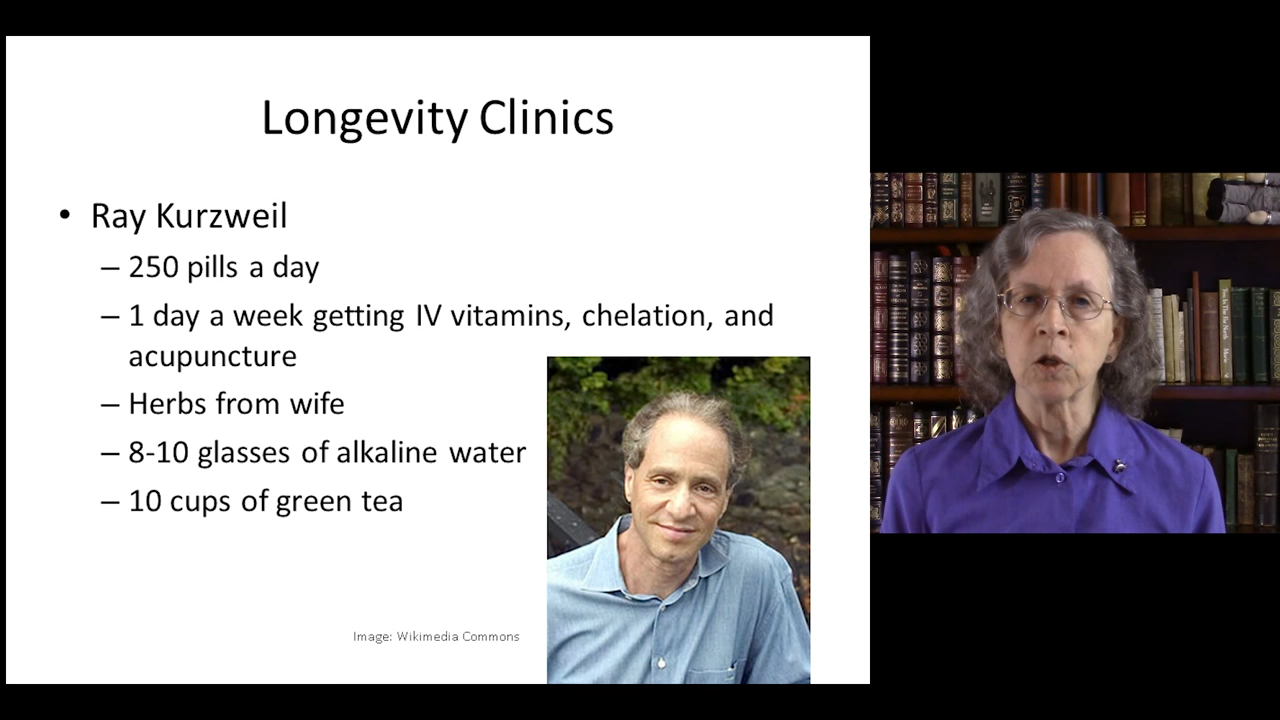 Longevity Clinics
• Ray Kurzweil
– 250 pills a day
– 1 day a week getting IV vitamins, chelation, and
acupuncture
– Herbs from wife
– 8-10 glasses of alkaline water
– 10 cups of green tea
Image: Wikimedia Commons